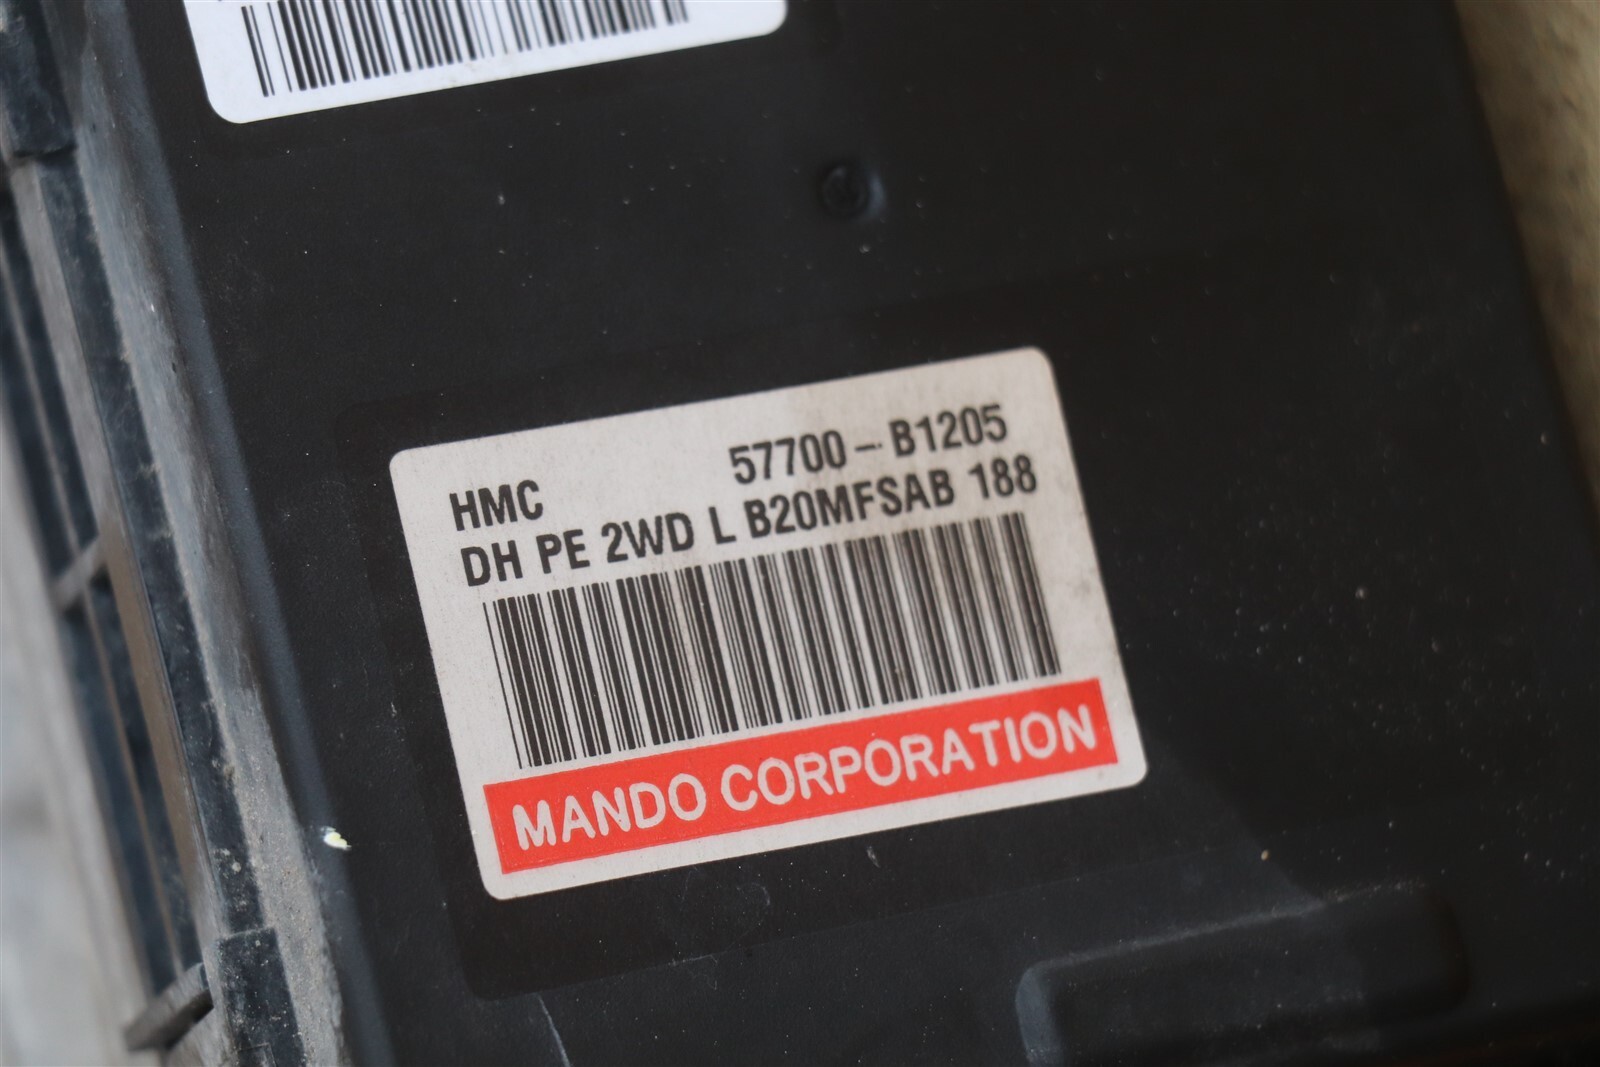 HMC 57700-B1205
DH PE 2WD L B20MFSAB 188
MANDO CORPORATION